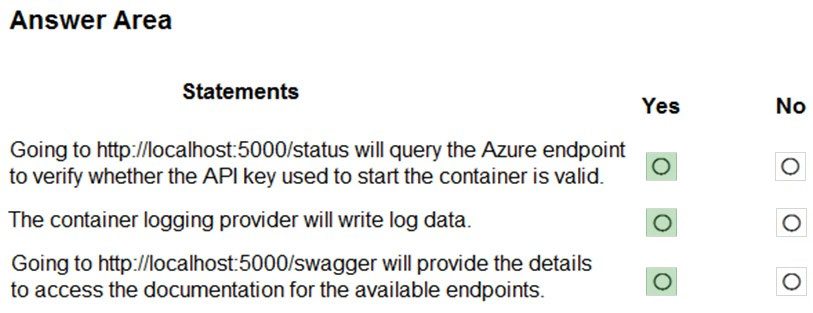 Answer Area
Statements
Yes No
Going to http://localhost:5000/status will query the Azure endpoint
to verify whether the API key used to start the container is valid.
The container logging provider will write log data.
Going to http://localhost:5000/swagger will provide the details
to access the documentation for the available endpoints.